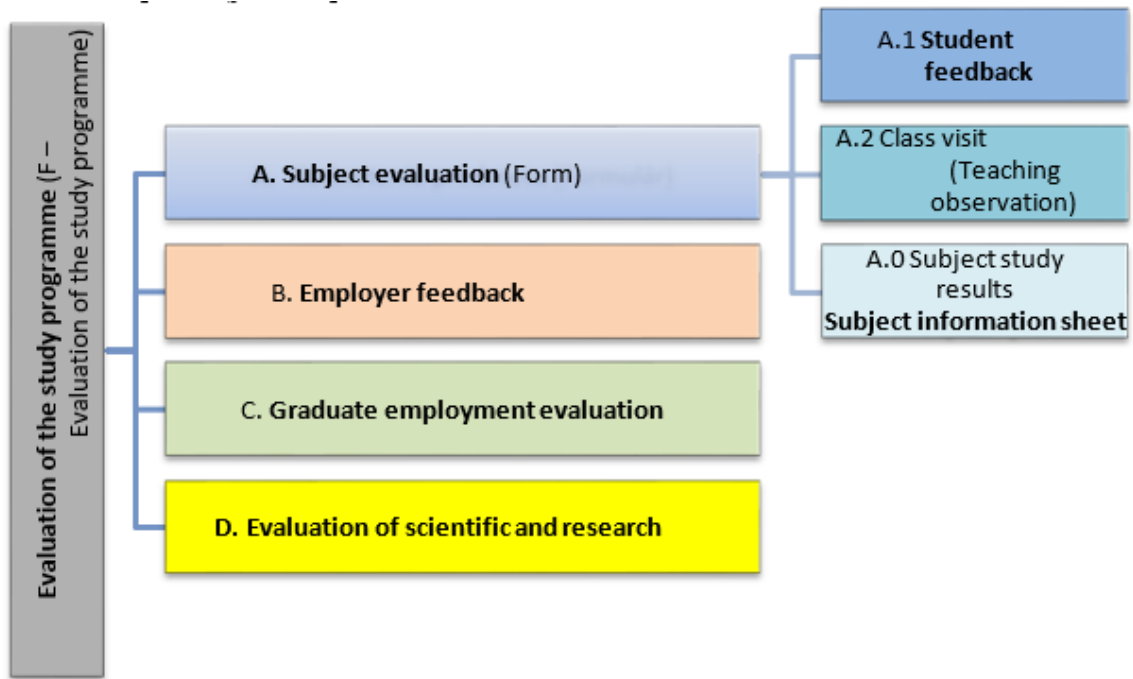 Evaluation of the study programme (F –
Evaluation of the study programme)
A. Subject evaluation (Form)
B. Employer feedback
C. Graduate employment evaluation
D. Evaluation of scientific and research
A.1 Student
feedback
A.2 Class visit
(Teaching
observation)
A.0 Subject study
results
Subject information sheet